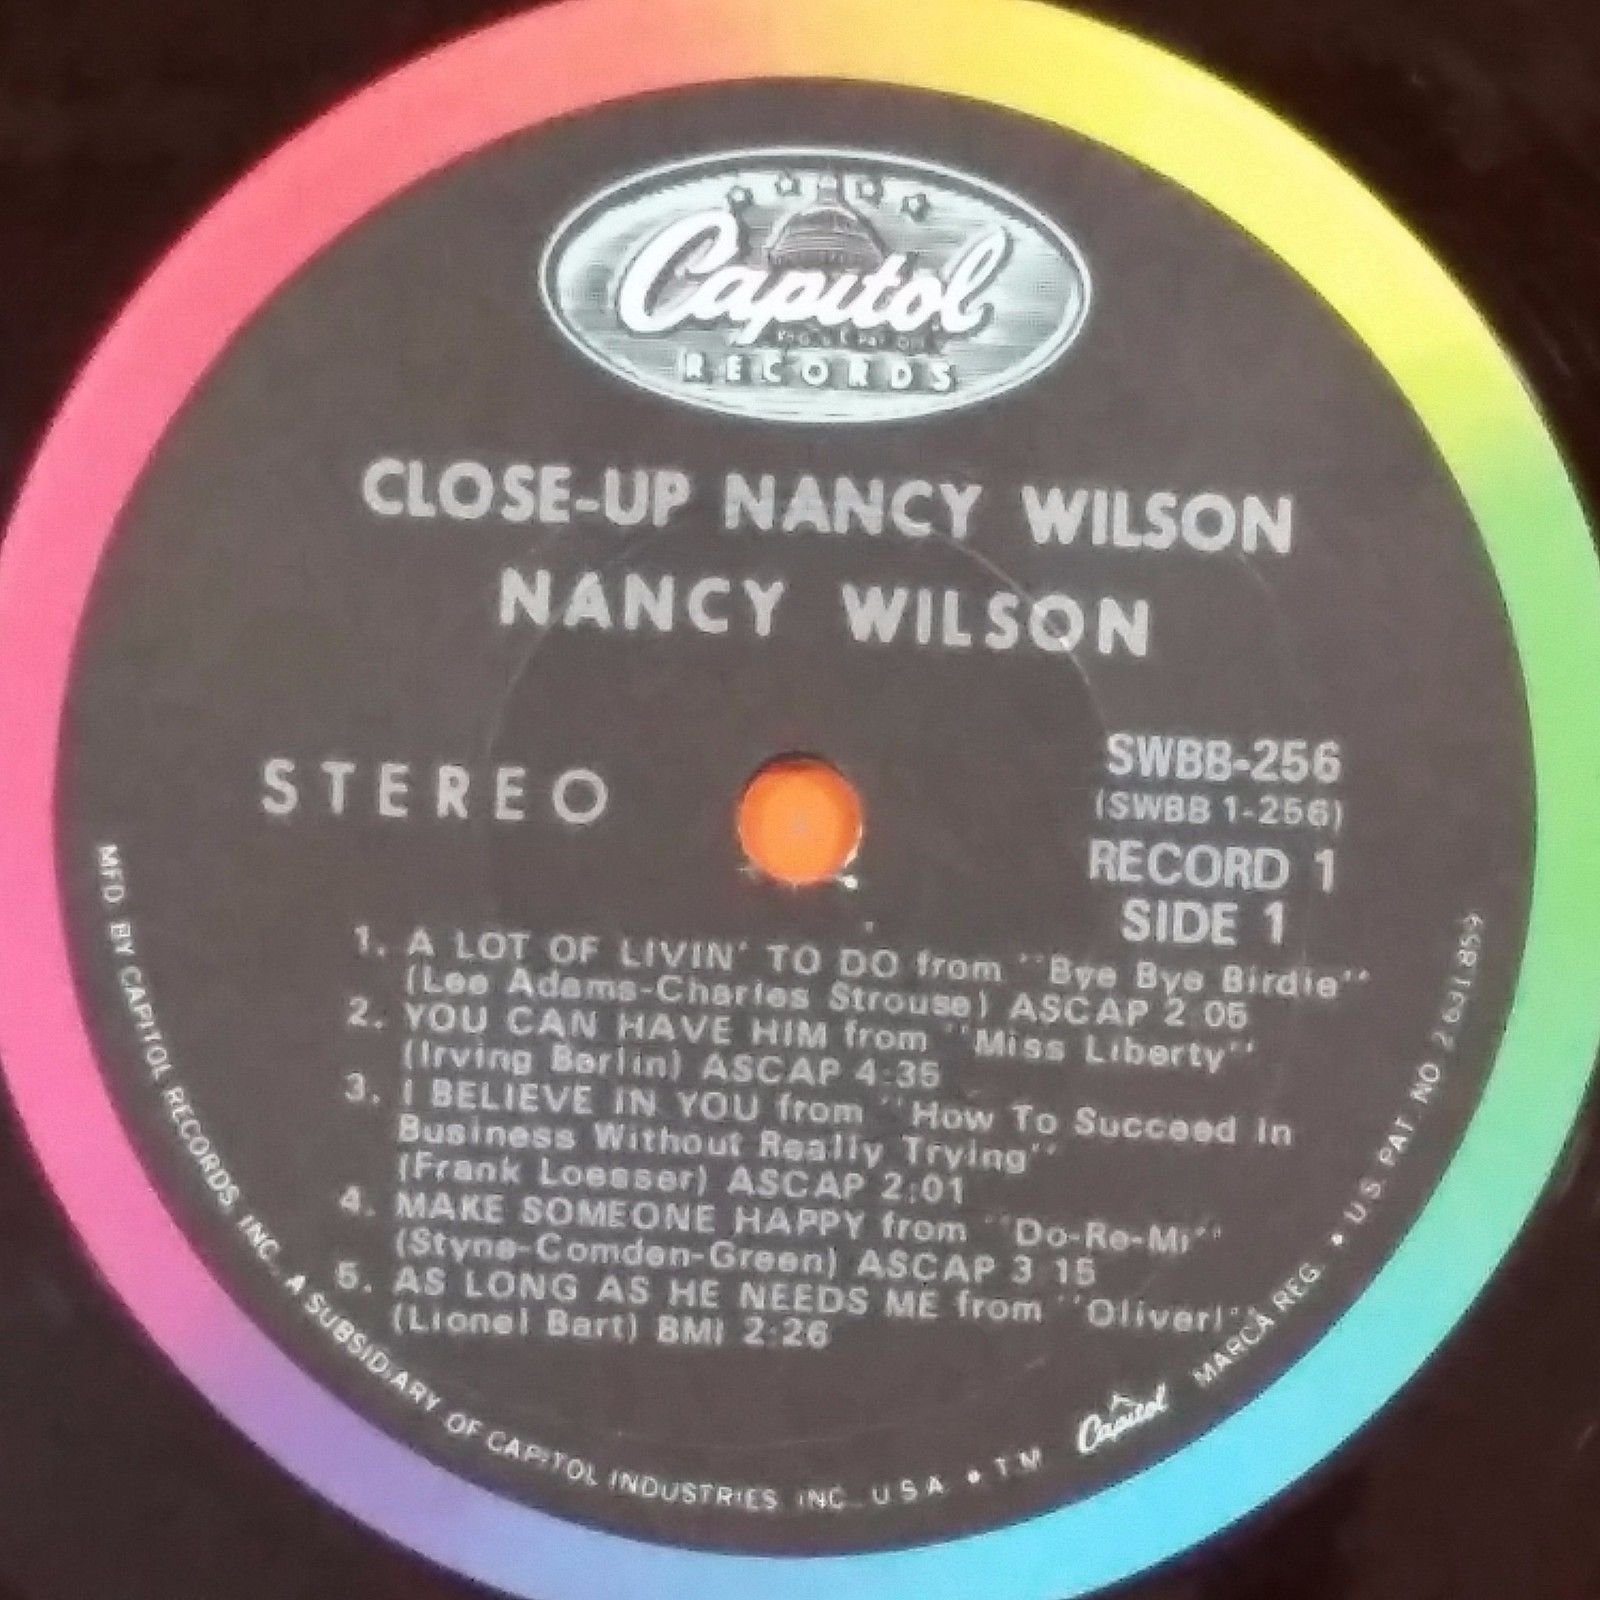 Capitol
RECORDS
CLOSE-UP NANCY WILSON
NANCY WILSON
STEREO
SWBB-256
(SWBB 1-256)
RECORD 1
SIDE 1
1. A LOT OF LIVIN' TO DO from "Bye Bye Birdie"
(Lee Adams-Charles Strouse) ASCAP 2:05
2. YOU CAN HAVE HIM from "Miss Liberty"
(Irving Berlin) ASCAP 4:35
3. I BELIEVE IN YOU from "How To Succeed In
Business Without Really Trying"
(Frank Loesser) ASCAP 2:01
4. MAKE SOMEONE HAPPY from "Do-Re-Mi"
(Styne-Comden-Green) ASCAP 3:15
5. AS LONG AS HE NEEDS ME from "Oliver!"
(Lionel Bart) BMI 2:26
MFD. BY CAPITOL RECORDS, INC., A SUBSIDIARY OF CAPITOL INDUSTRIES, INC., U.S.A. • T.M. Capitol MARCA REG. • U.S. PAT. NO. 2,631,859